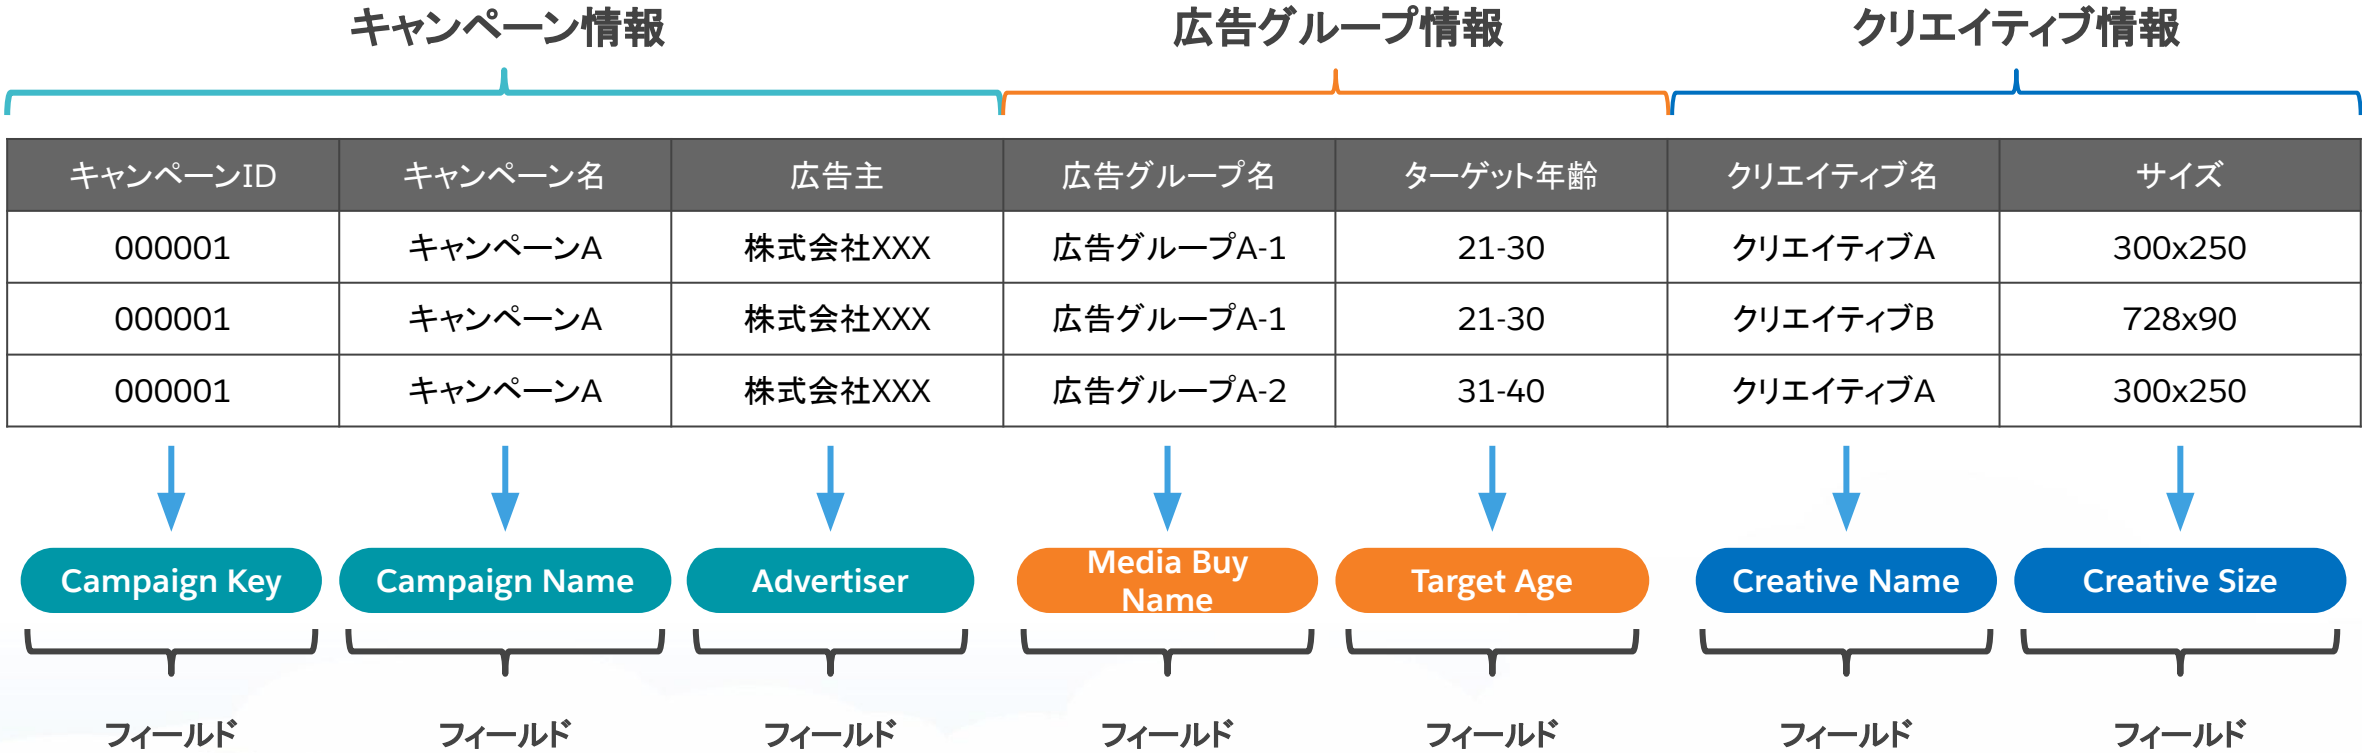 キャンペーン情報 広告グループ情報 クリエイティブ情報
キャンペーンID キャンペーン名 広告主 広告グループ名 ターゲット年齢 クリエイティブ名 サイズ
000001 キャンペーンA 株式会社XXX 広告グループA-1 21-30 クリエイティブA 300x250
000001 キャンペーンA 株式会社XXX 広告グループA-1 21-30 クリエイティブB 728x90
000001 キャンペーンA 株式会社XXX 広告グループA-2 31-40 クリエイティブA 300x250
Campaign Key Campaign Name Advertiser Media Buy Name Target Age Creative Name Creative Size
フィールド フィールド フィールド フィールド フィールド フィールド フィールド